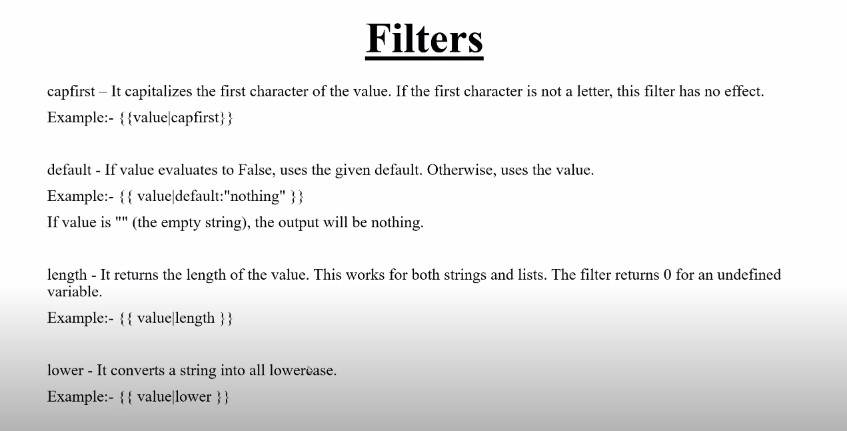 Filters
capfirst – It capitalizes the first character of the value. If the first character is not a letter, this filter has no effect.
Example:- {{value|capfirst}}
default - If value evaluates to False, uses the given default. Otherwise, uses the value.
Example:- {{ value|default:"nothing" }}
If value is "" (the empty string), the output will be nothing.
length - It returns the length of the value. This works for both strings and lists. The filter returns 0 for an undefined
variable.
Example:- {{ value|length }}
lower - It converts a string into all lowercase.
Example:- {{ value|lower }}